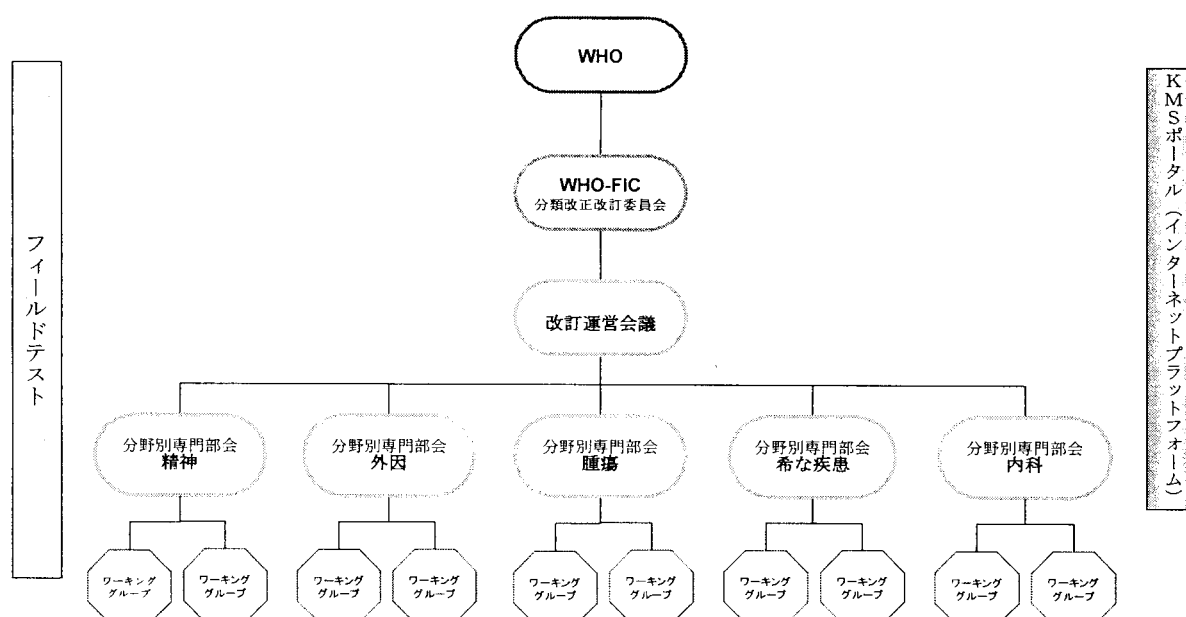 WHO
WHO-FIC
分類改正改訂委員会
改訂運営会議
フィールドテスト
KMSポータル（インターネットプラットフォーム）
分野別専門部会
精神
分野別専門部会
外因
分野別専門部会
腫瘍
分野別専門部会
希な疾患
分野別専門部会
内科
ワーキング
グループ
ワーキング
グループ
ワーキング
グループ
ワーキング
グループ
ワーキング
グループ
ワーキング
グループ
ワーキング
グループ
ワーキング
グループ
ワーキング
グループ
ワーキング
グループ